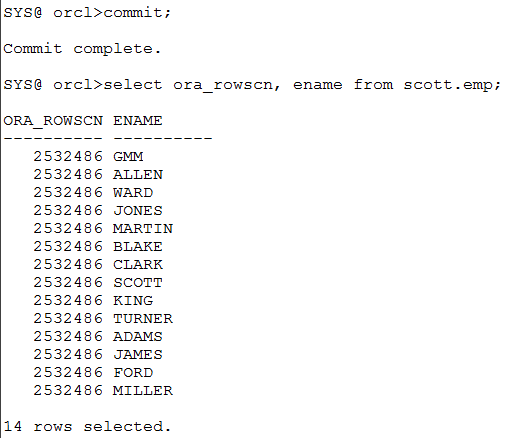 SYS@ orcl>commit;
Commit complete.
SYS@ orcl>select ora_rowscn, ename from scott.emp;
ORA_ROWSCN ENAME
---------- ----------
   2532486 GMM
   2532486 ALLEN
   2532486 WARD
   2532486 JONES
   2532486 MARTIN
   2532486 BLAKE
   2532486 CLARK
   2532486 SCOTT
   2532486 KING
   2532486 TURNER
   2532486 ADAMS
   2532486 JAMES
   2532486 FORD
   2532486 MILLER
14 rows selected.